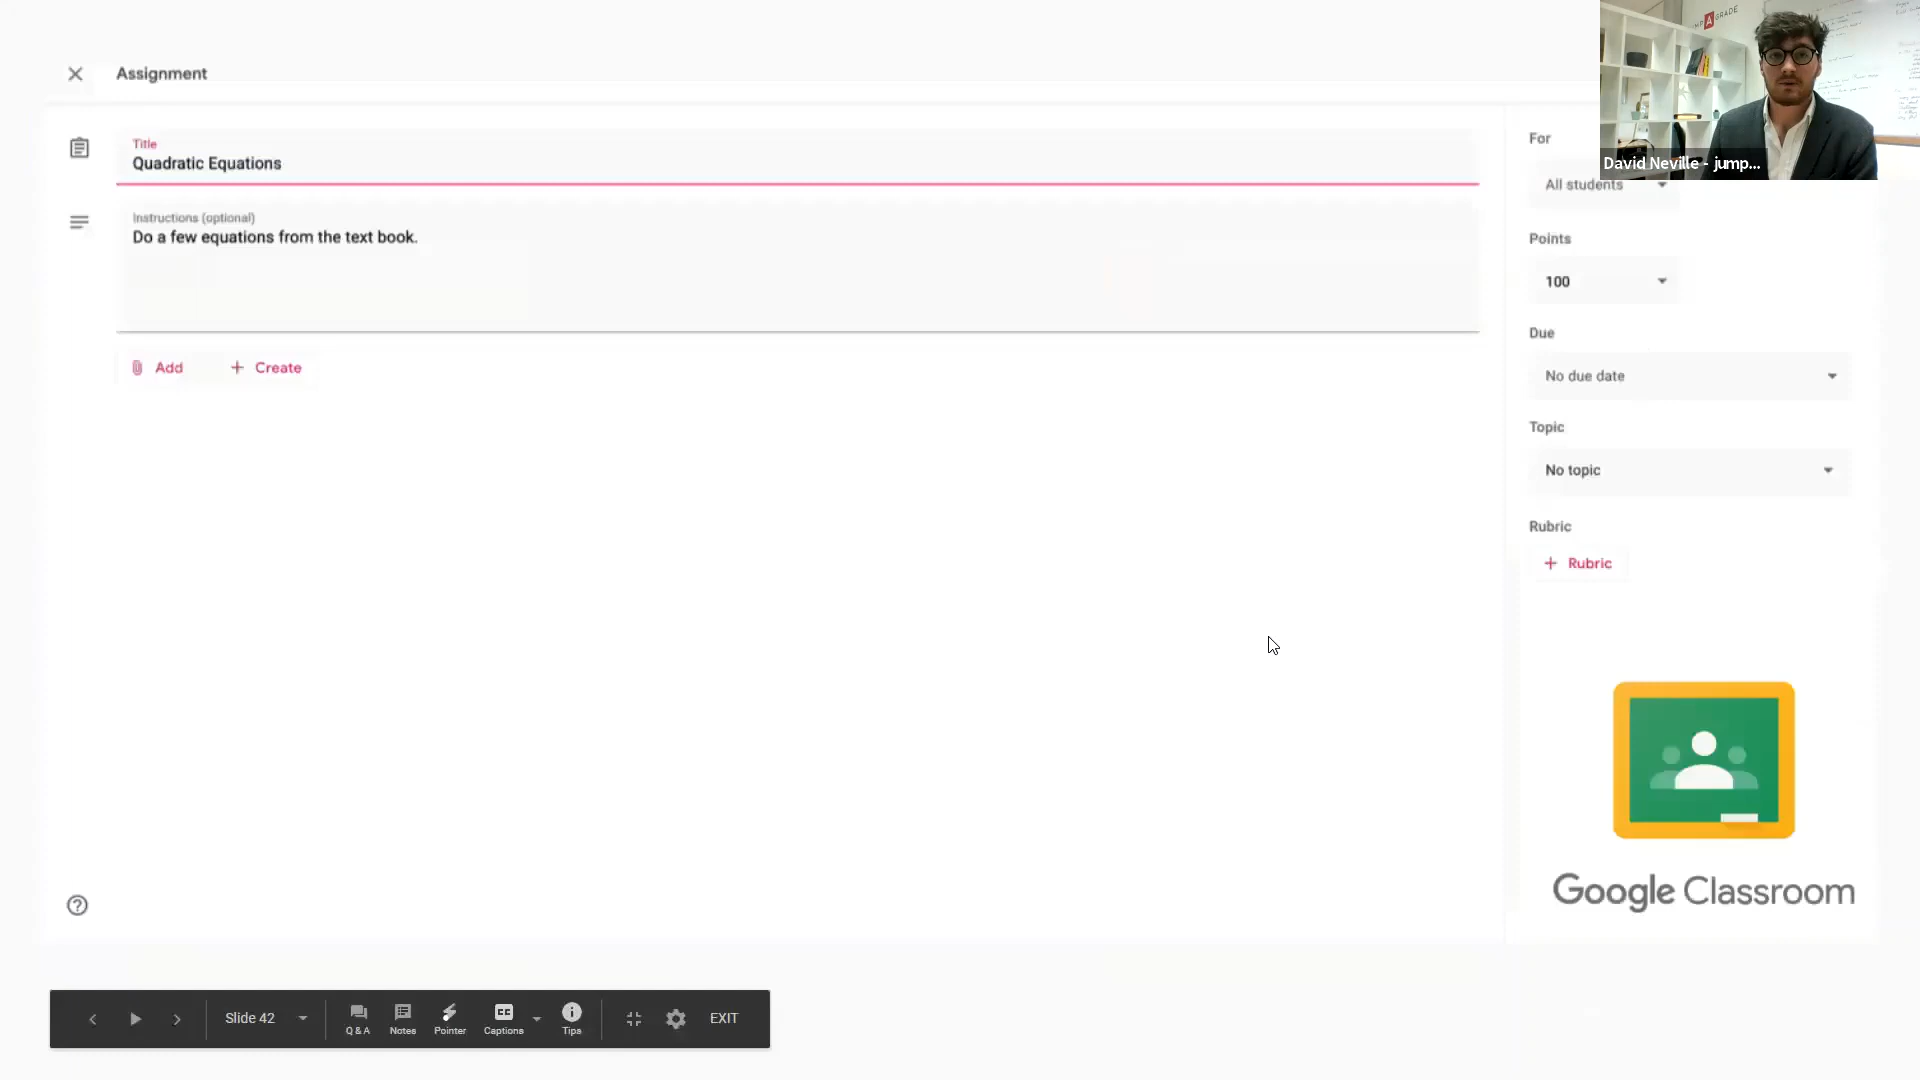 Assignment
Title
Quadratic Equations
Instructions (optional)
Do a few equations from the text book.
Add
Create
For
All students
Points
100
Due
No due date
Topic
No topic
Rubric
Rubric
Google Classroom
A GRADE
David Neville - jump...
Slide 42
Q & A
Notes
Pointer
CC
Captions
Tips
EXIT